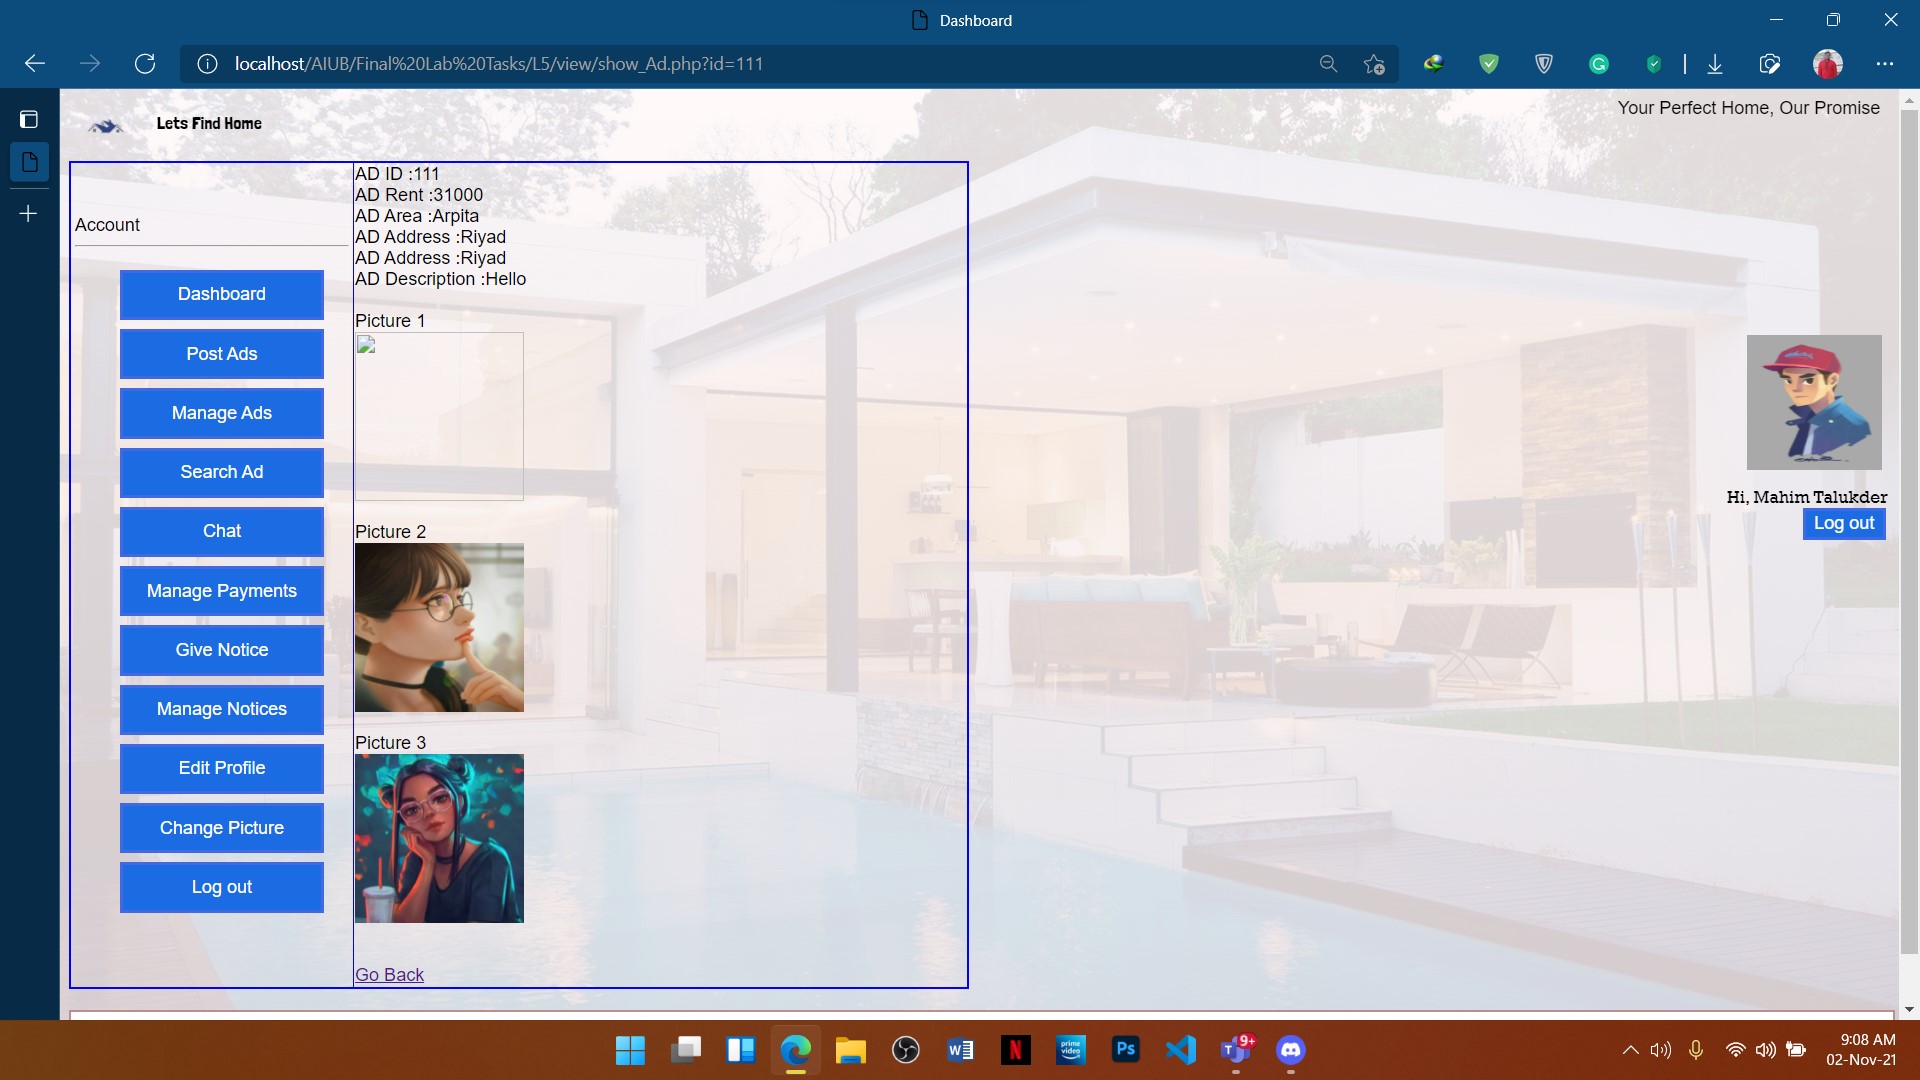 Dashboard
localhost/AIUB/Final%20Lab%20Tasks/L5/view/show_Ad.php?id=111
Your Perfect Home, Our Promise
Lets Find Home
AD ID :111
AD Rent :31000
AD Area :Arpita
AD Address :Riyad
AD Address :Riyad
AD Description :Hello
Account
Dashboard
Post Ads
Manage Ads
Search Ad
Chat
Manage Payments
Give Notice
Manage Notices
Edit Profile
Change Picture
Log out
Picture 1
Picture 2
Picture 3
Go Back
Hi, Mahim Talukder
Log out
W
N
prime video
Ps
T
9+
9:08 AM
02-Nov-21